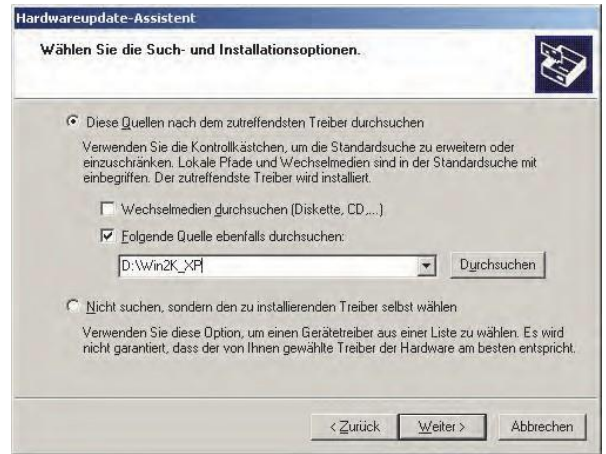 Hardwareupdate-Assistent
Wählen Sie die Such- und Installationsoptionen.
Diese Quellen nach dem zutreffendsten Treiber durchsuchen
Verwenden Sie die Kontrollkästchen, um die Standardsuche zu erweitern oder
einzuschränken. Lokale Pfade und Wechselmedien sind in der Standardsuche mit
einbegriffen. Der zutreffendste Treiber wird installiert.
Wechselmedien durchsuchen (Diskette, CD,...)
Folgende Quelle ebenfalls durchsuchen:
D:\Win2K_XP
Durchsuchen
Nicht suchen, sondern den zu installierenden Treiber selbst wählen
Verwenden Sie diese Option, um einen Gerätetreiber aus einer Liste zu wählen. Es wird
nicht garantiert, dass der von Ihnen gewählte Treiber der Hardware am besten entspricht.
< Zurück Weiter > Abbrechen